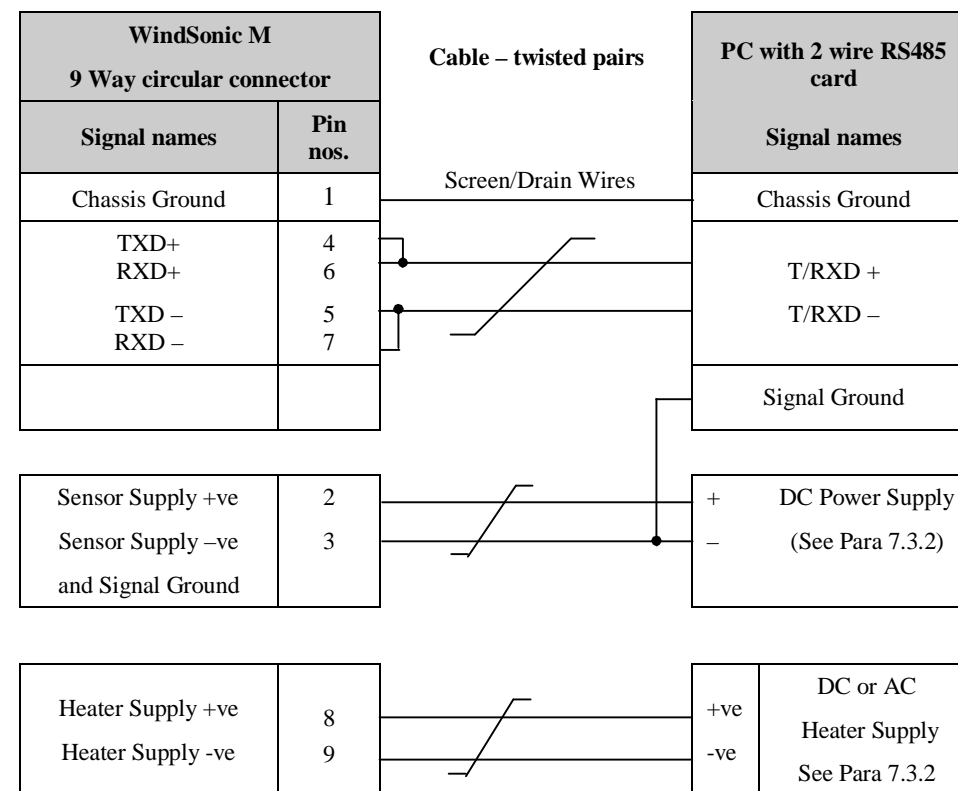 WindSonic M
9 Way circular connector
Cable – twisted pairs
PC with 2 wire RS485
card
Signal names
Pin
nos.
Signal names
Chassis Ground
1
Screen/Drain Wires
Chassis Ground
TXD+
4
RXD+
6
T/RXD +
TXD –
5
T/RXD –
RXD –
7
Signal Ground
Sensor Supply +ve
2
+
DC Power Supply
Sensor Supply –ve
3
–
(See Para 7.3.2)
and Signal Ground
Heater Supply +ve
8
+ve
DC or AC
Heater Supply -ve
9
-ve
Heater Supply
See Para 7.3.2